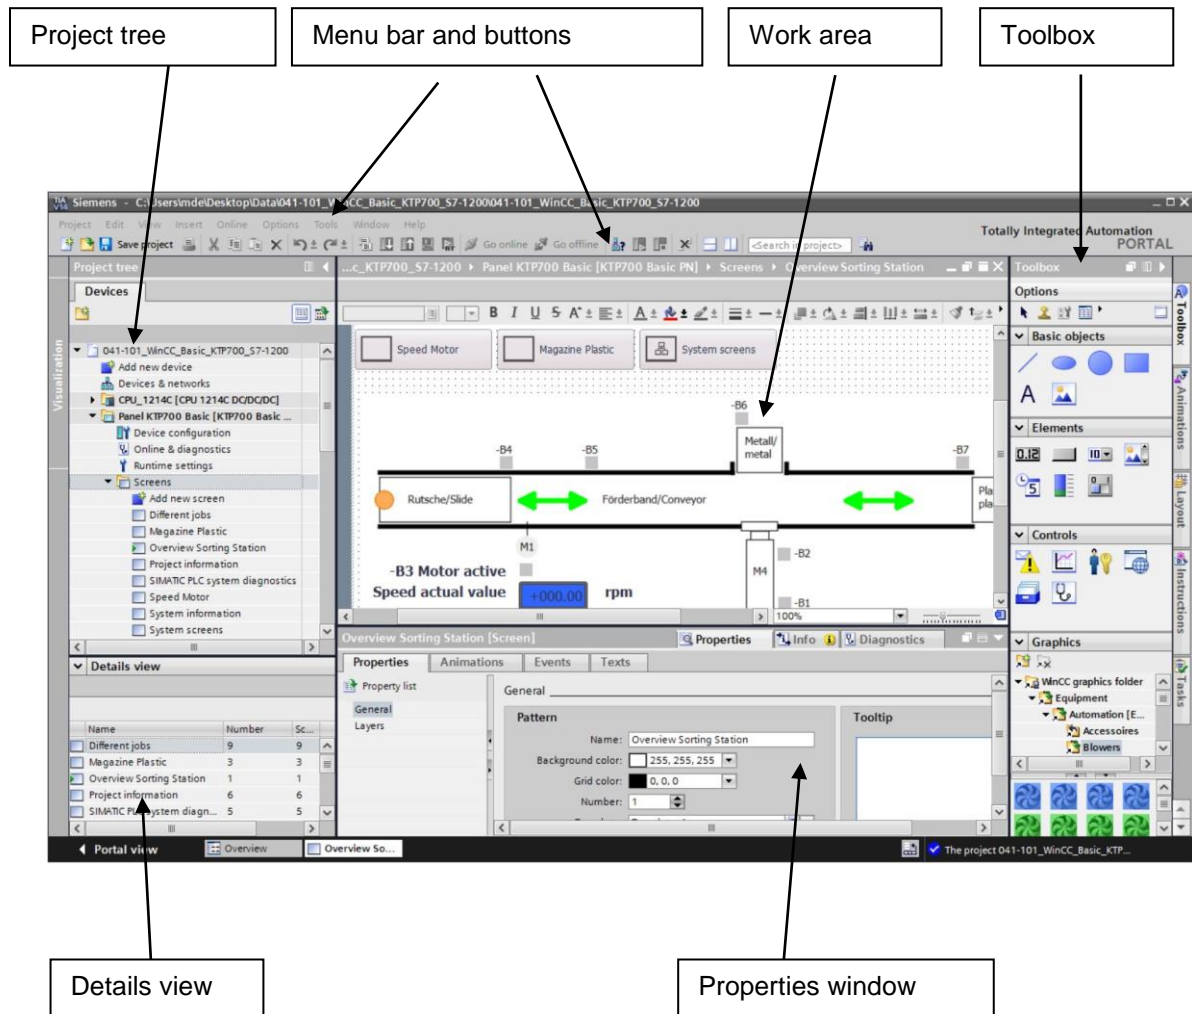 Project tree
Menu bar and buttons
Work area
Toolbox
Siemens - C:\Users\mde\Desktop\Data\041-101_WinCC_Basic_KTP700_S7-1200\041-101_WinCC_Basic_KTP700_S7-1200
Project Edit View Insert Online Options Tools Window Help
Save project
Go online
Go offline
<Search in project>
Totally Integrated Automation
PORTAL
Project tree
...c_KTP700_S7-1200 Panel KTP700 Basic [KTP700 Basic PN] Screens Overview Sorting Station
Toolbox
Devices
Options
B I U S A A
Visualization
041-101_WinCC_Basic_KTP700_S7-1200
Add new device
Devices & networks
CPU_1214C [CPU 1214C DC/DC/DC]
Panel KTP700 Basic [KTP700 Basic ...
Device configuration
Online & diagnostics
Runtime settings
Screens
Add new screen
Different jobs
Magazine Plastic
Overview Sorting Station
Project information
SIMATIC PLC system diagnostics
Speed Motor
System information
System screens
Speed Motor
Magazine Plastic
System screens
-B6
Metall/
metal
-B4
-B5
-B7
Rutsche/Slide
Förderband/Conveyor
Pla
pla
M1
-B2
M4
-B3 Motor active
Speed actual value
+000.00
rpm
-B1
100%
Basic objects
A
Elements
0.12
10
5
Controls
Graphics
WinCC graphics folder
Equipment
Automation [E...
Accessoires
Blowers
Toolbox
Animations
Layout
Instructions
Tasks
Details view
Name Number Sc...
Different jobs 9 9
Magazine Plastic 3 3
Overview Sorting Station 1 1
Project information 6 6
SIMATIC PLC system diagn... 5 5
Overview Sorting Station [Screen]
Properties
Info
Diagnostics
Properties
Animations
Events
Texts
Property list
General
Layers
General
Pattern
Name: Overview Sorting Station
Background color: 255, 255, 255
Grid color: 0, 0, 0
Number: 1
Tooltip
Portal view
Overview
Overview So...
The project 041-101_WinCC_Basic_KTP...
Details view
Properties window